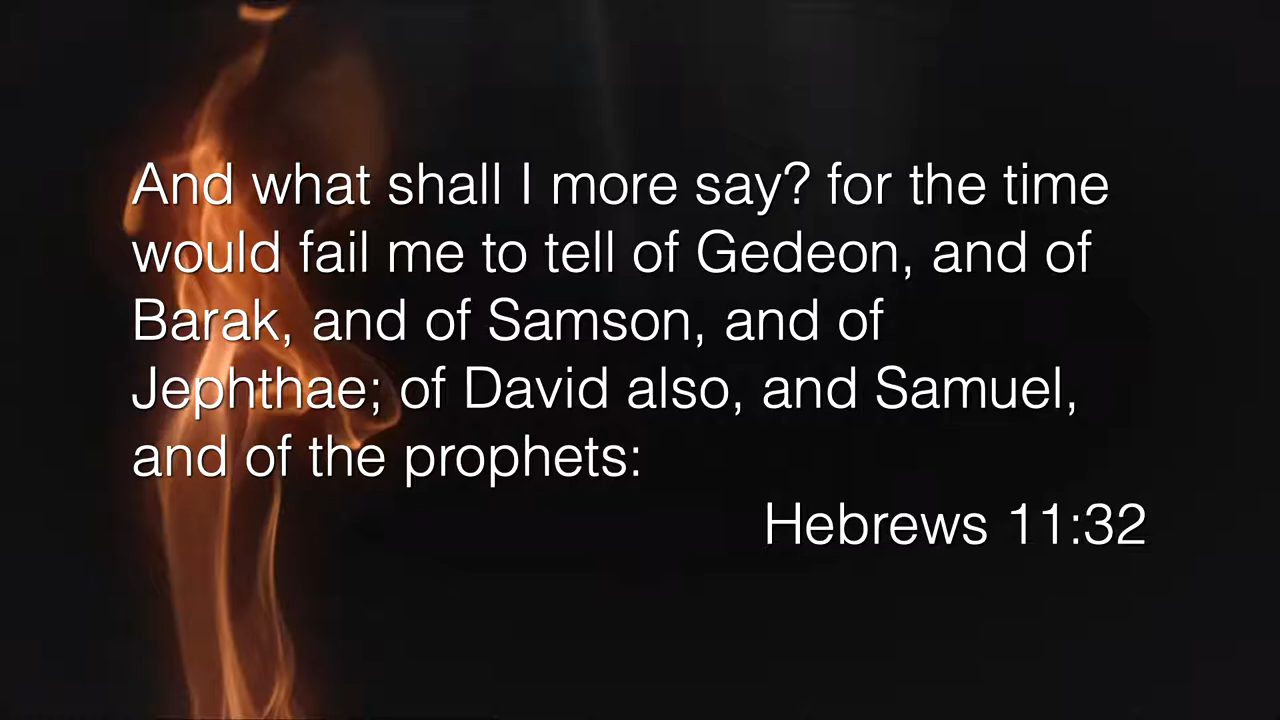 And what shall I more say? for the time
would fail me to tell of Gedeon, and of
Barak, and of Samson, and of
Jephthae; of David also, and Samuel,
and of the prophets:
Hebrews 11:32